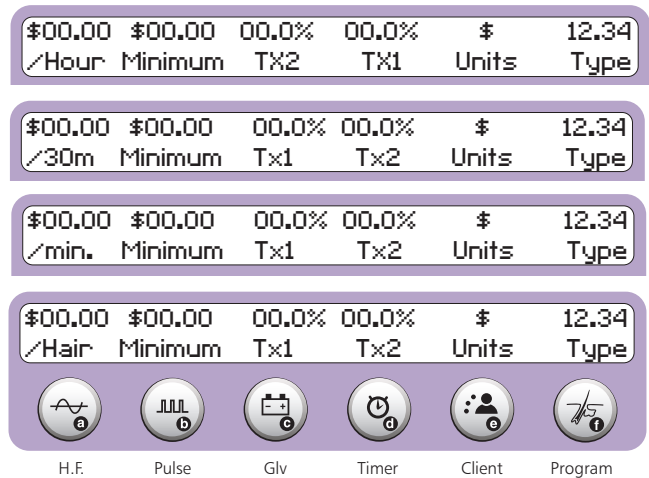 $00.00 $00.00 00.0% 00.0% $ 12.34
/Hour Minimum TX2 TX1 Units Type
$00.00 $00.00 00.0% 00.0% $ 12.34
/30m Minimum Tx1 Tx2 Units Type
$00.00 $00.00 00.0% 00.0% $ 12.34
/min. Minimum Tx1 Tx2 Units Type
$00.00 $00.00 00.0% 00.0% $ 12.34
/Hair Minimum Tx1 Tx2 Units Type
a b c d e f
H.F. Pulse Glv Timer Client Program